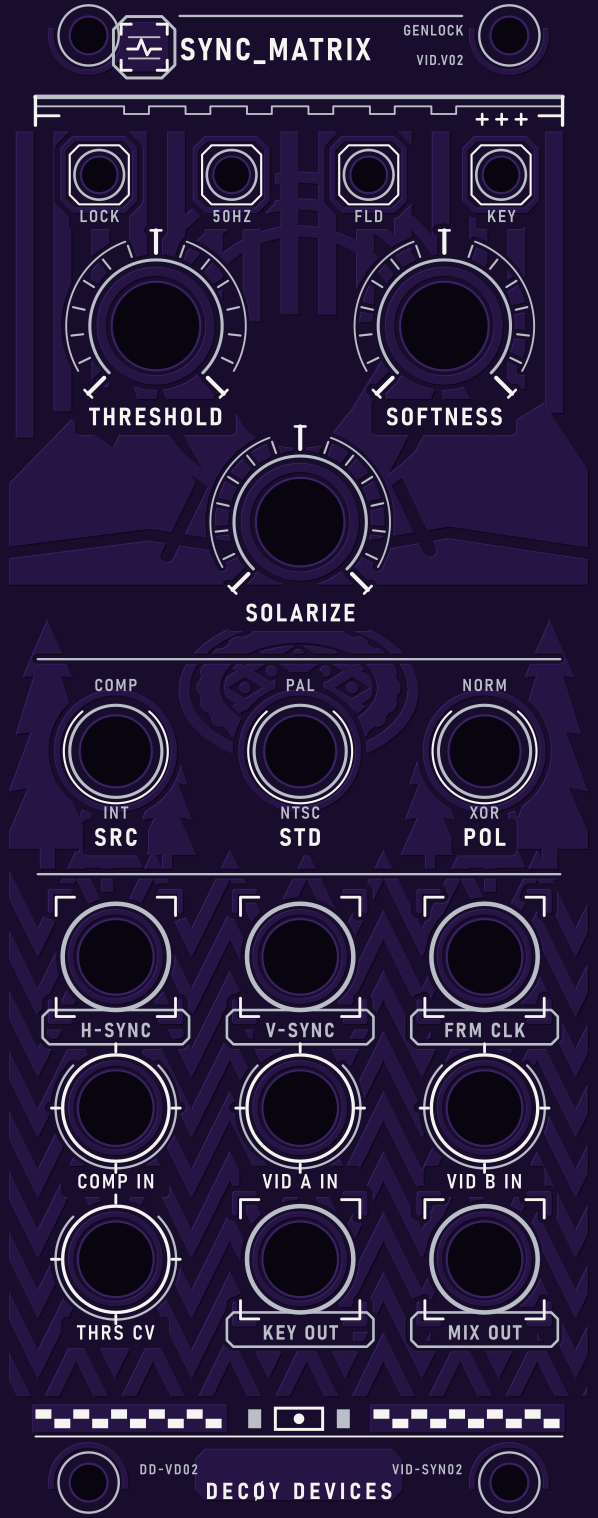 GENLOCK
SYNC_MATRIX
VID.V02
+++
LOCK 50HZ FLD KEY
THRESHOLD SOFTNESS
SOLARIZE
COMP PAL NORM
INT NTSC XOR
SRC STD POL
H-SYNC V-SYNC FRM CLK
COMP IN VID A IN VID B IN
THRS CV KEY OUT MIX OUT
DD-VD02 VID-SYN02
DECØY DEVICES